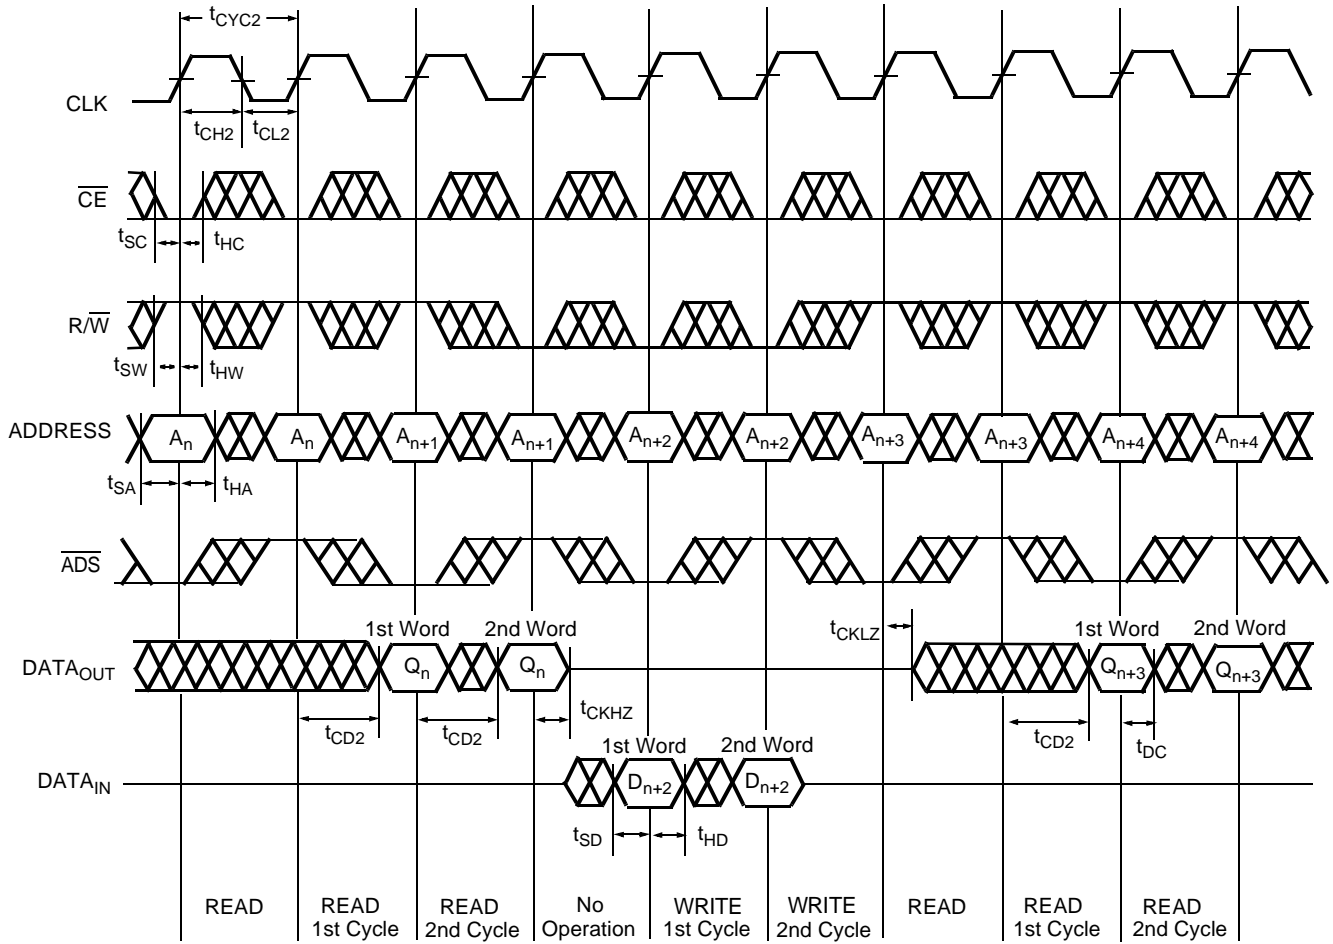 tCYC2
CLK
tCH2 tCL2
CE
tSC tHC
R/W
tSW tHW
ADDRESS An An An+1 An+1 An+2 An+2 An+3 An+3 An+4 An+4
tSA tHA
ADS
1st Word 2nd Word tCKLZ 1st Word 2nd Word
DATAOUT Qn Qn Qn+3 Qn+3
tCD2 tCD2 tCKHZ tCD2 tDC
1st Word 2nd Word
DATAIN Dn+2 Dn+2
tSD tHD
READ READ READ No WRITE WRITE READ READ READ
1st Cycle 2nd Cycle Operation 1st Cycle 2nd Cycle 1st Cycle 2nd Cycle